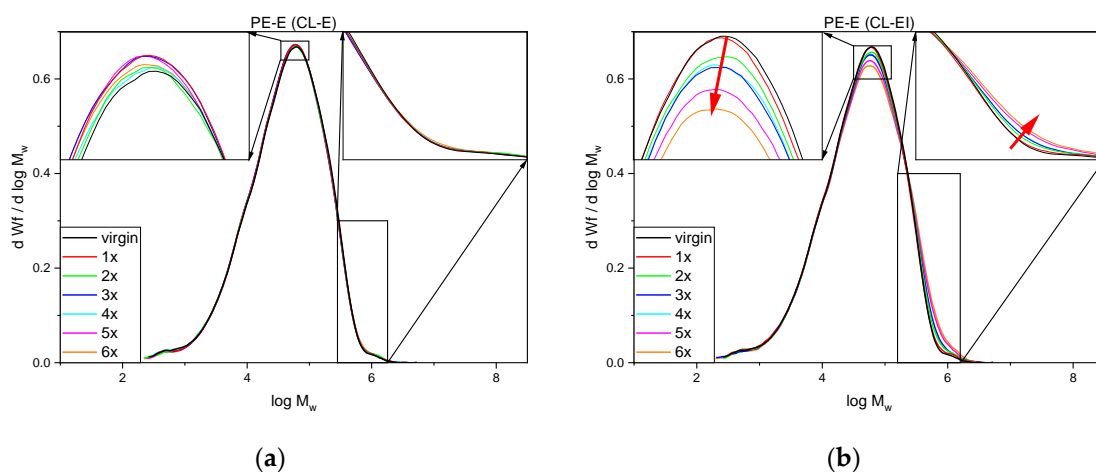 PE-E (CL-E)
0.6
0.4
0.2
0.0
d Wf / d log Mw
virgin
1x
2x
3x
4x
5x
6x
2
4
6
8
log Mw
(a)
PE-E (CL-EI)
0.6
0.4
0.2
0.0
d Wf / d log Mw
virgin
1x
2x
3x
4x
5x
6x
2
4
6
8
log Mw
(b)